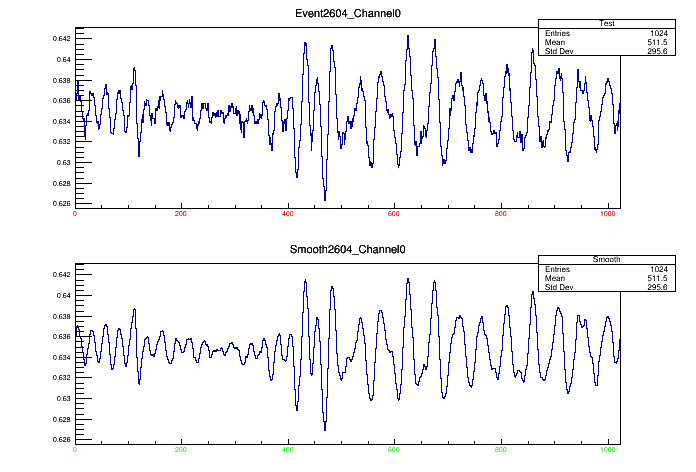 Event2604_Channel0
Test
Entries 1024
Mean 511.5
Std Dev 295.6
0.642
0.64
0.638
0.636
0.634
0.632
0.63
0.628
0.626
0 200 400 600 800 1000
Smooth2604_Channel0
Smooth
Entries 1024
Mean 511.5
Std Dev 295.6
0.642
0.64
0.638
0.636
0.634
0.632
0.63
0.628
0.626
0 200 400 600 800 1000